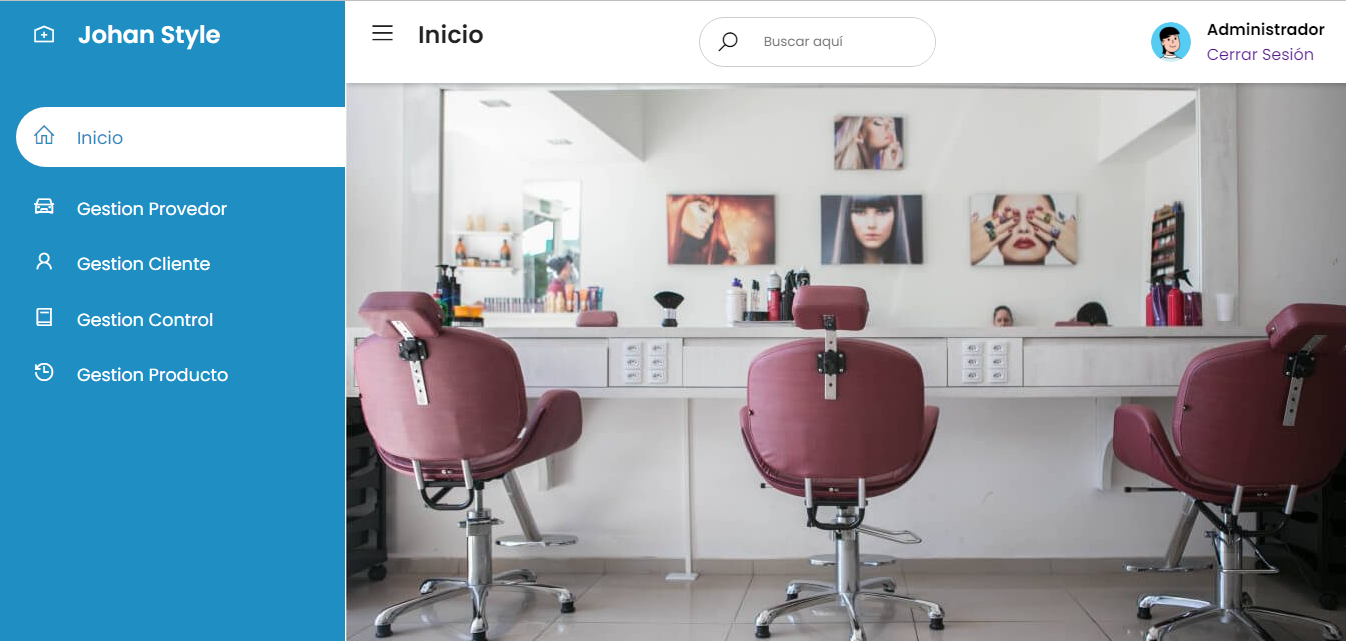 Johan Style
Inicio
Gestion Provedor
Gestion Cliente
Gestion Control
Gestion Producto
Inicio
Buscar aquí
Administrador
Cerrar Sesión